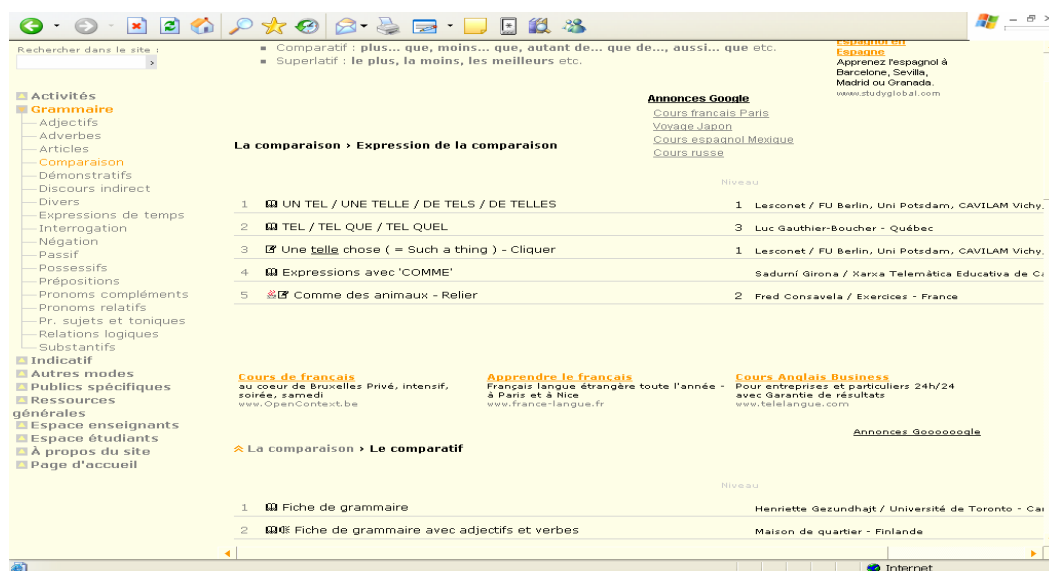 Rechercher dans le site :
Activités
Grammaire
Adjectifs
Adverbes
Articles
Comparaison
Démonstratifs
Discours indirect
Divers
Expressions de temps
Interrogation
Négation
Passif
Possessifs
Prépositions
Pronoms compléments
Pronoms relatifs
Pr. sujets et toniques
Relations logiques
Substantifs
Indicatif
Autres modes
Publics spécifiques
Ressources
générales
Espace enseignants
Espace étudiants
À propos du site
Page d'accueil
Comparatif : plus... que, moins... que, autant de... que de..., aussi... que etc.
Superlatif : le plus, la moins, les meilleurs etc.
Espagnol en
Espagne
Apprenez l'espagnol à
Barcelone, Sevilla,
Madrid ou Granada.
www.studyglobal.com
Annonces Google
Cours francais Paris
Voyage Japon
Cours espagnol Mexique
Cours russe
La comparaison › Expression de la comparaison
Niveau
1 UN TEL / UNE TELLE / DE TELS / DE TELLES 1 Lesconet / FU Berlin, Uni Potsdam, CAVILAM Vichy.
2 TEL / TEL QUE / TEL QUEL 3 Luc Gauthier-Boucher - Québec
3 Une telle chose ( = Such a thing ) - Cliquer 1 Lesconet / FU Berlin, Uni Potsdam, CAVILAM Vichy.
4 Expressions avec 'COMME' Sadurní Girona / Xarxa Telemàtica Educativa de
5 Comme des animaux - Relier 2 Fred Consavela / Exercices - France
Cours de français
au coeur de Bruxelles Privé, intensif,
soirée, samedi
www.OpenContext.be
Apprendre le français
Français langue étrangère toute l'année -
à Paris et à Nice
www.france-langue.fr
Cours Anglais Business
Pour entreprises et particuliers 24h/24
avec Garantie de résultats
www.telelangue.com
Annonces Goooooogle
La comparaison › Le comparatif
Niveau
1 Fiche de grammaire Henriette Gezundhajt / Université de Toronto -
2 Fiche de grammaire avec adjectifs et verbes Maison de quartier - Finlande
Internet